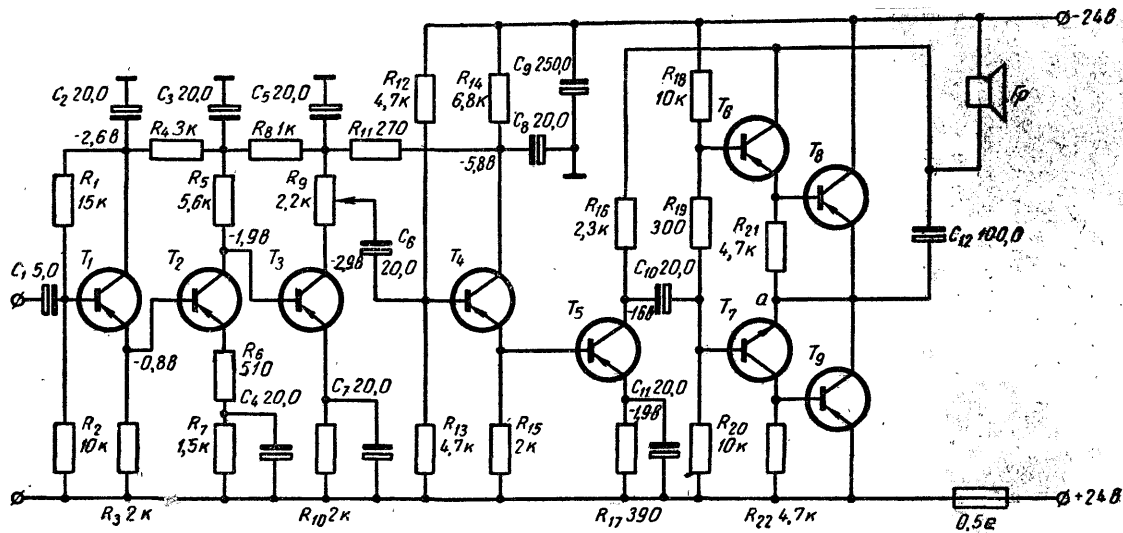 -24в
C2 20,0
C3 20,0
C5 20,0
R12
4,7к
R14
6,8к
C9 250,0
R18
10к
Гр
-2,6в
R4 3к
R8 1к
R11 270
C8 20,0
-5,8в
T6
T8
R1
15к
R5
5,6к
R9
2,2к
R16
2,3к
R19
300
R21
4,7к
C12 100,0
C6
20,0
-1,9в
C1 5,0
T1
T2
T3
-2,9в
T4
C10 20,0
-16в
a
T5
T7
T9
-0,8в
R6
510
C4 20,0
C7 20,0
C11 20,0
-1,9в
R2
10к
R7
1,5к
R13
4,7к
R15
2к
R20
10к
+24в
R3 2к
R10 2к
R17 390
R22 4,7к
0,5а